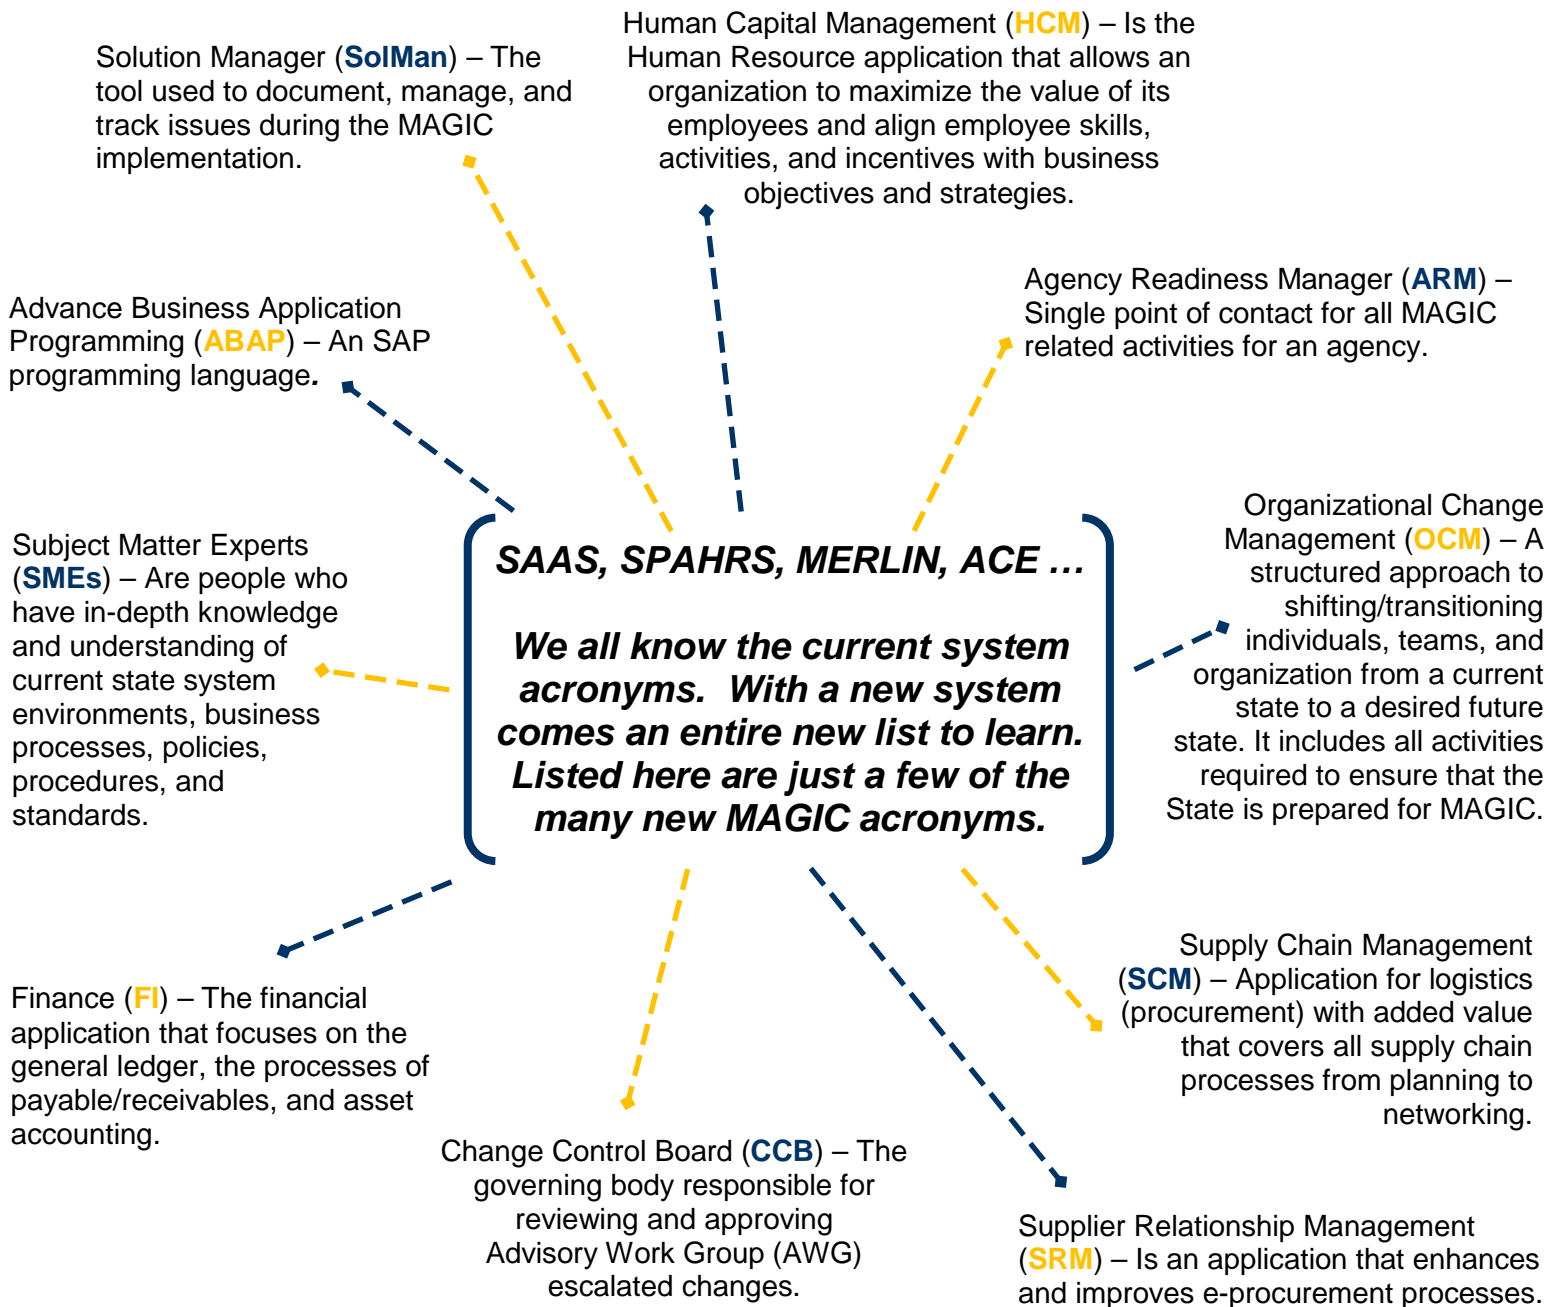 Solution Manager (SolMan) – The
tool used to document, manage, and
track issues during the MAGIC
implementation.
Human Capital Management (HCM) – Is the
Human Resource application that allows an
organization to maximize the value of its
employees and align employee skills,
activities, and incentives with business
objectives and strategies.
Advance Business Application
Programming (ABAP) – An SAP
programming language.
Agency Readiness Manager (ARM) –
Single point of contact for all MAGIC
related activities for an agency.
Subject Matter Experts
(SMEs) – Are people who
have in-depth knowledge
and understanding of
current state system
environments, business
processes, policies,
procedures, and
standards.
SAAS, SPAHRS, MERLIN, ACE …
We all know the current system
acronyms. With a new system
comes an entire new list to learn.
Listed here are just a few of the
many new MAGIC acronyms.
Organizational Change
Management (OCM) – A
structured approach to
shifting/transitioning
individuals, teams, and
organization from a current
state to a desired future
state. It includes all activities
required to ensure that the
State is prepared for MAGIC.
Finance (FI) – The financial
application that focuses on the
general ledger, the processes of
payable/receivables, and asset
accounting.
Change Control Board (CCB) – The
governing body responsible for
reviewing and approving
Advisory Work Group (AWG)
escalated changes.
Supply Chain Management
(SCM) – Application for logistics
(procurement) with added value
that covers all supply chain
processes from planning to
networking.
Supplier Relationship Management
(SRM) – Is an application that enhances
and improves e-procurement processes.